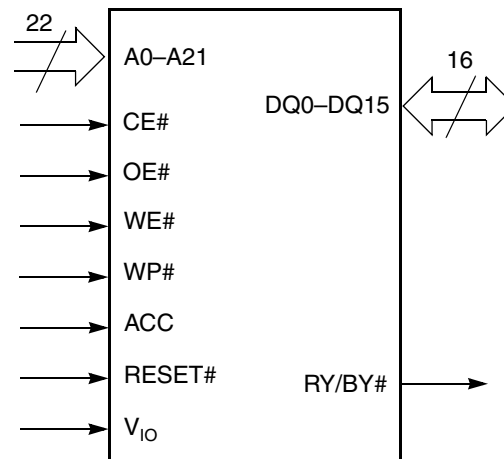 22
A0–A21
16
DQ0–DQ15
CE#
OE#
WE#
WP#
ACC
RESET#
RY/BY#
VIO